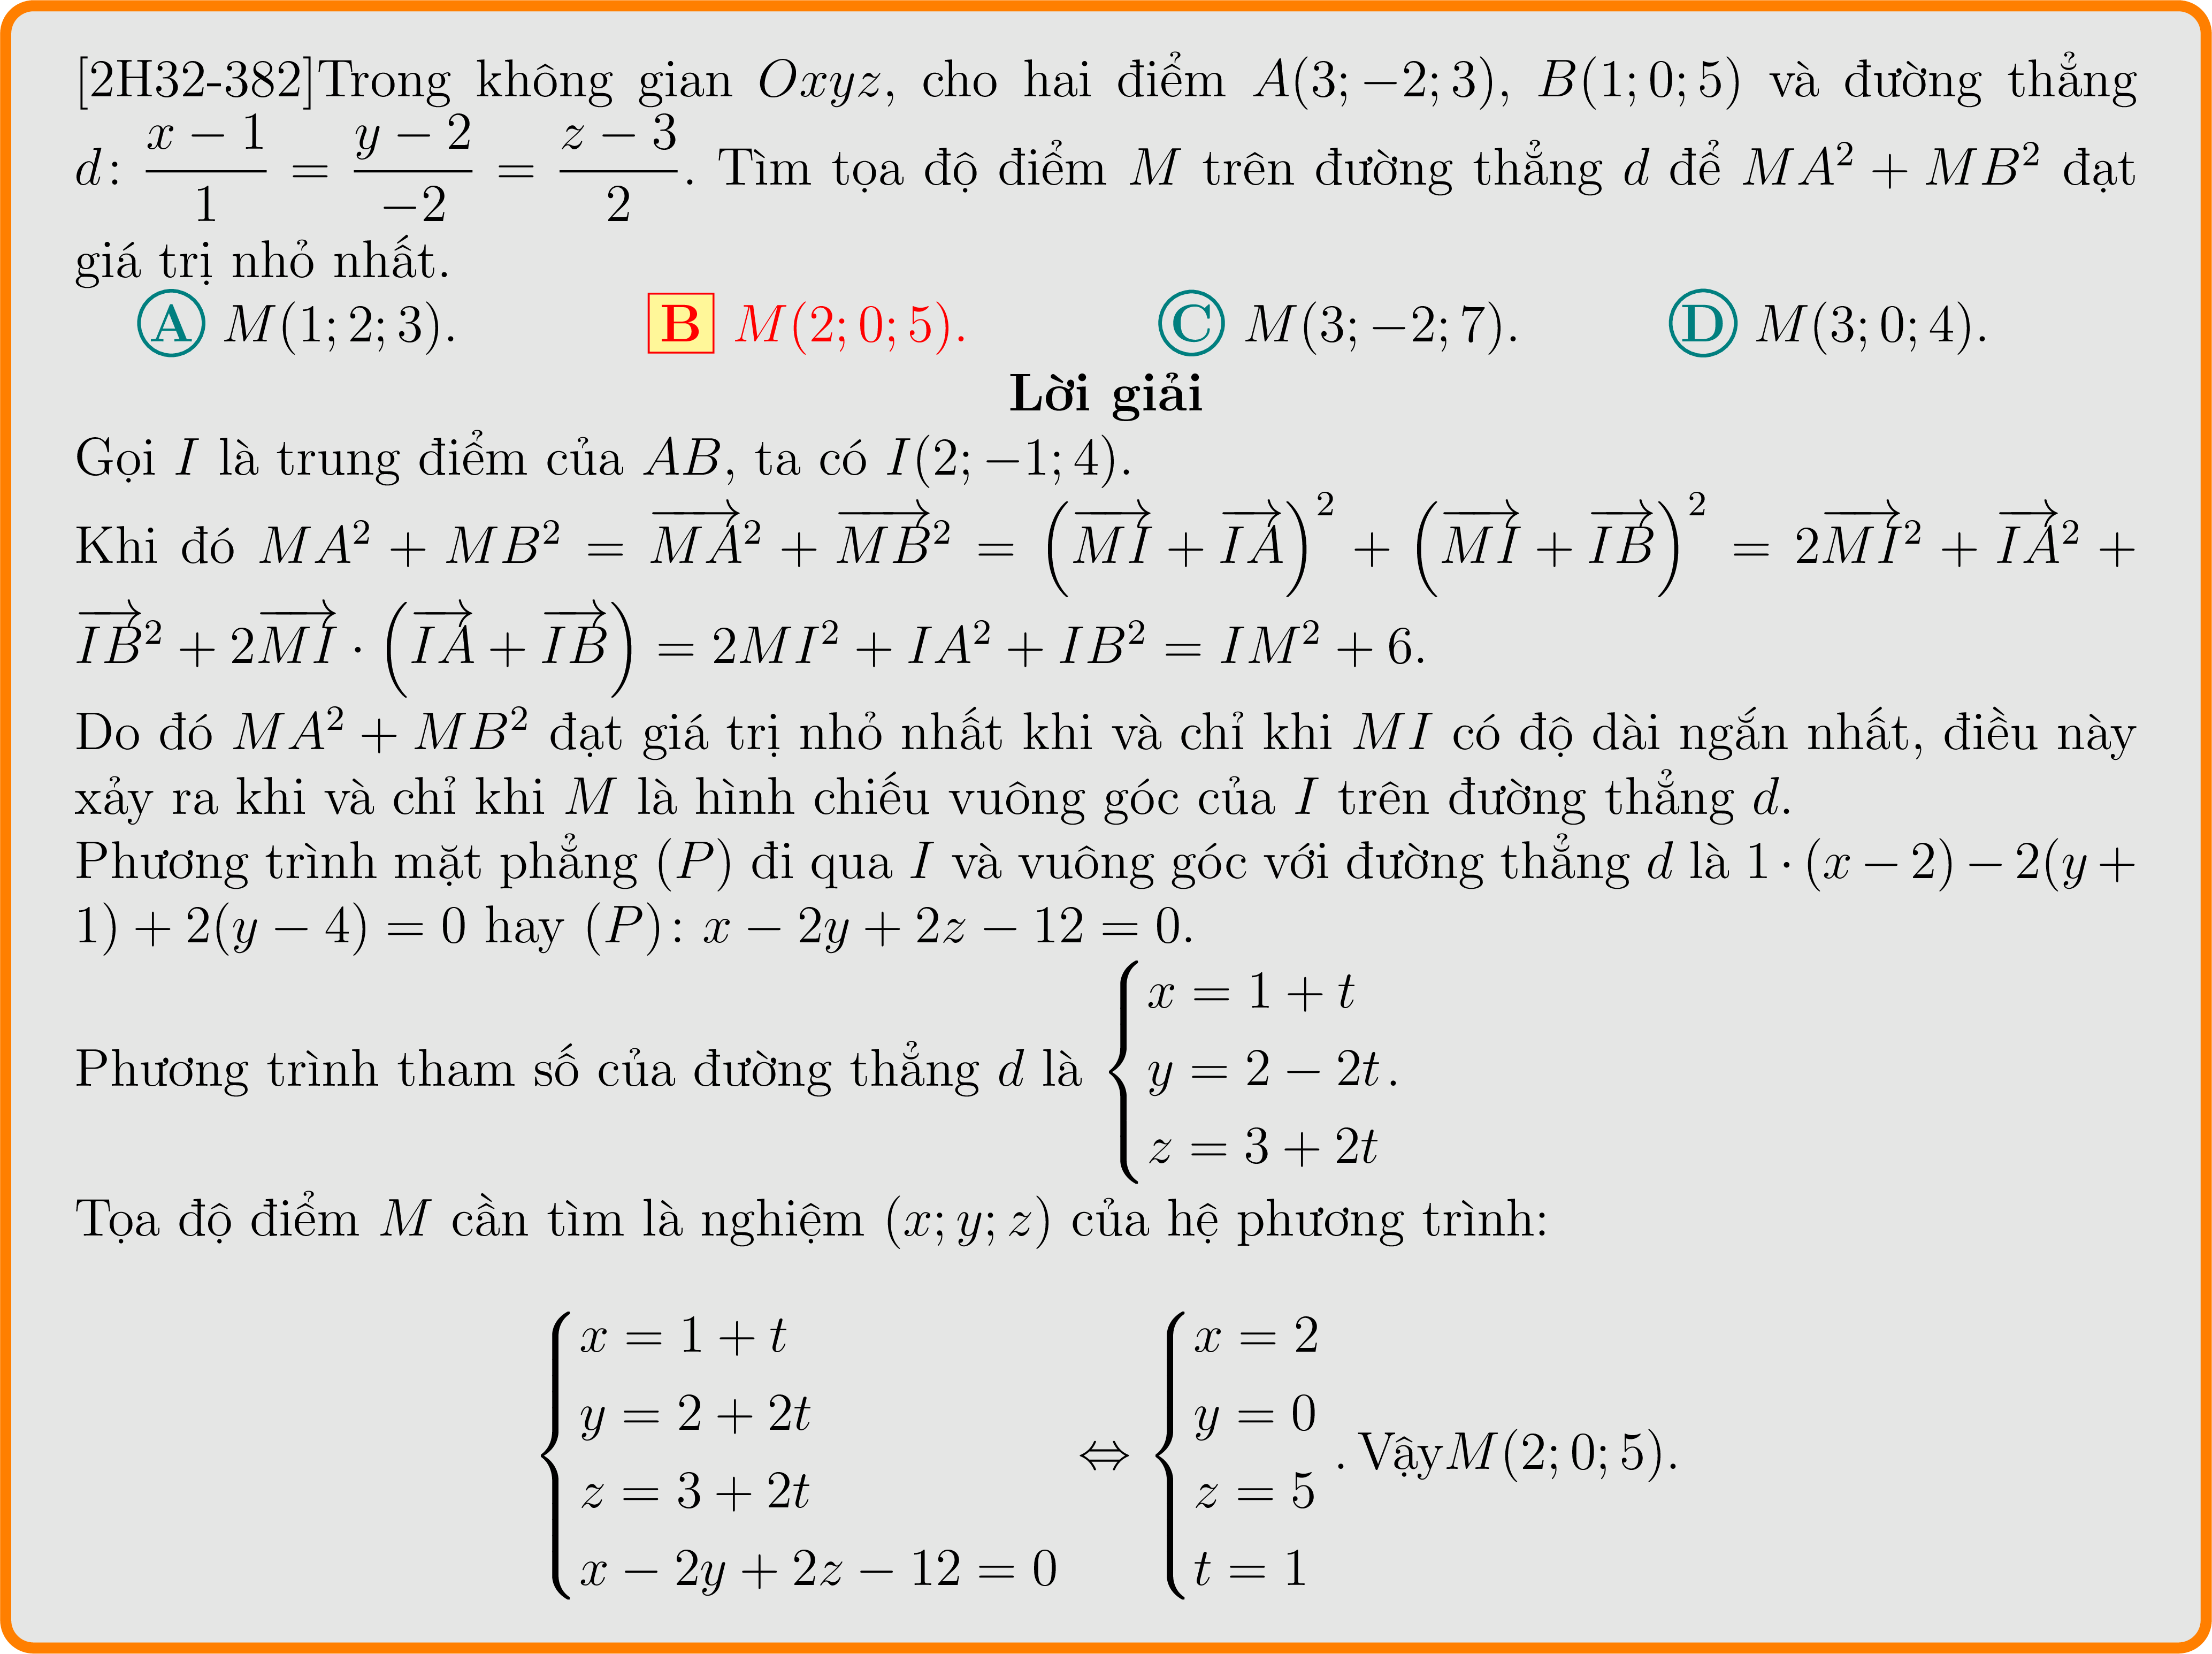 [2H32-382]Trong không gian $Oxyz$, cho hai điểm $A(3;-2;3)$, $B(1;0;5)$ và đường thẳng
$d\colon \dfrac{x-1}{1} = \dfrac{y-2}{-2} = \dfrac{z-3}{2}$. Tìm tọa độ điểm $M$ trên đường thẳng $d$ để $MA^2 + MB^2$ đạt
giá trị nhỏ nhất.
A $M(1;2;3)$. B $M(2;0;5)$. C $M(3;-2;7)$. D $M(3;0;4)$.
Lời giải
Gọi $I$ là trung điểm của $AB$, ta có $I(2;-1;4)$.
Khi đó $MA^2 + MB^2 = \overrightarrow{MA}^2 + \overrightarrow{MB}^2 = \left(\overrightarrow{MI} + \overrightarrow{IA}\right)^2 + \left(\overrightarrow{MI} + \overrightarrow{IB}\right)^2 = 2\overrightarrow{MI}^2 + \overrightarrow{IA}^2 +$
$\overrightarrow{IB}^2 + 2\overrightarrow{MI} \cdot \left(\overrightarrow{IA} + \overrightarrow{IB}\right) = 2MI^2 + IA^2 + IB^2 = IM^2 + 6$.
Do đó $MA^2 + MB^2$ đạt giá trị nhỏ nhất khi và chỉ khi $MI$ có độ dài ngắn nhất, điều này
xảy ra khi và chỉ khi $M$ là hình chiếu vuông góc của $I$ trên đường thẳng $d$.
Phương trình mặt phẳng $(P)$ đi qua $I$ và vuông góc với đường thẳng $d$ là $1 \cdot (x-2) - 2(y+$
$1) + 2(y-4) = 0$ hay $(P)\colon x - 2y + 2z - 12 = 0$.
Phương trình tham số của đường thẳng $d$ là $\begin{cases} x = 1 + t \\ y = 2 - 2t \\ z = 3 + 2t \end{cases}$.
Tọa độ điểm $M$ cần tìm là nghiệm $(x;y;z)$ của hệ phương trình:
$\begin{cases} x = 1 + t \\ y = 2 + 2t \\ z = 3 + 2t \\ x - 2y + 2z - 12 = 0 \end{cases} \Leftrightarrow \begin{cases} x = 2 \\ y = 0 \\ z = 5 \\ t = 1 \end{cases}$. Vậy$M(2;0;5)$.